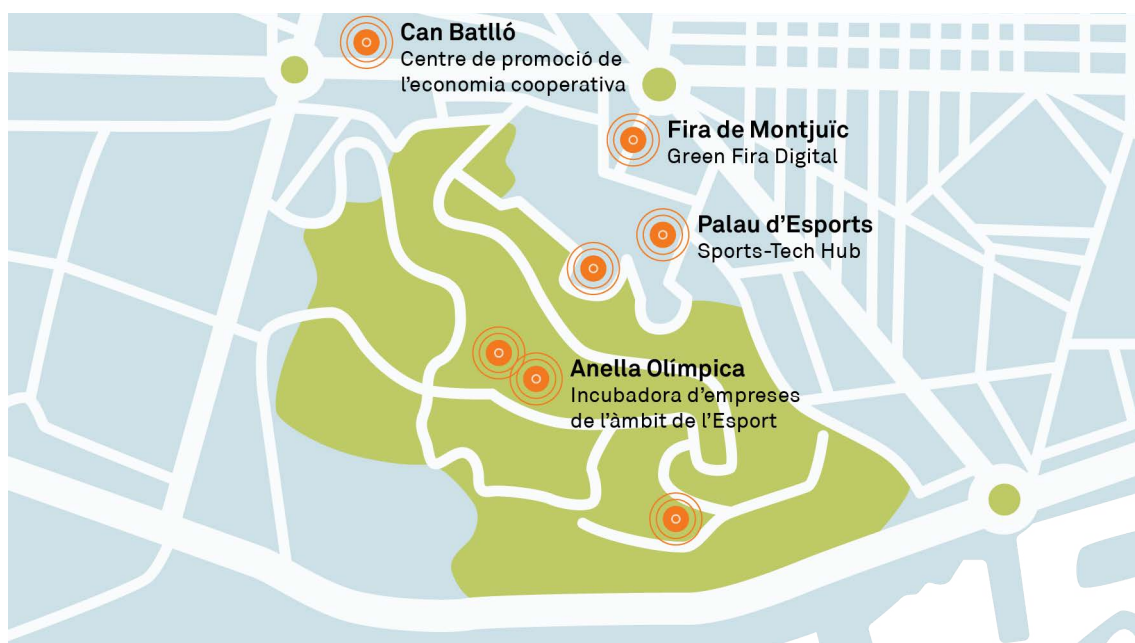 Can Batlló
Centre de promoció de
l’economia cooperativa
Fira de Montjuïc
Green Fira Digital
Palau d’Esports
Sports-Tech Hub
Anella Olímpica
Incubadora d’empreses
de l’àmbit de l’Esport